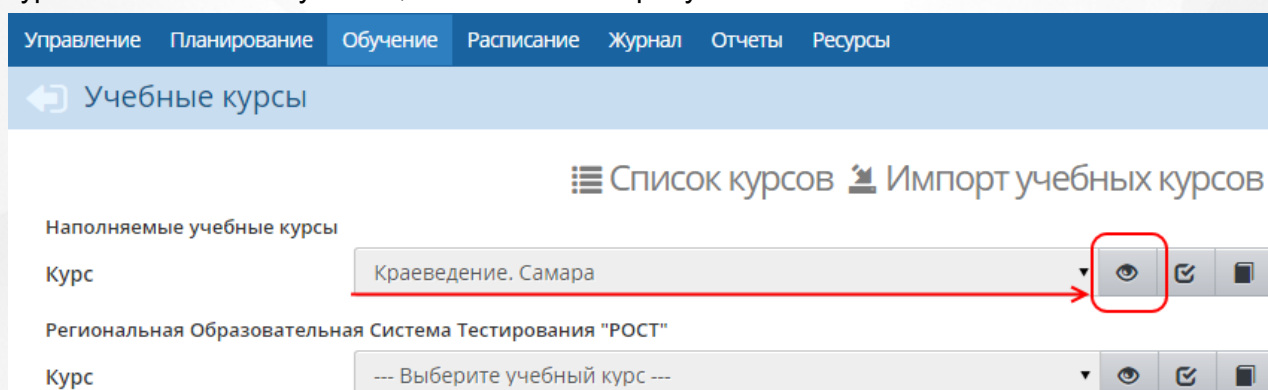 Управление Планирование Обучение Расписание Журнал Отчеты Ресурсы
Учебные курсы
Список курсов Импорт учебных курсов
Наполняемые учебные курсы
Курс Краеведение. Самара
Региональная Образовательная Система Тестирования "РОСТ"
Курс --- Выберите учебный курс ---